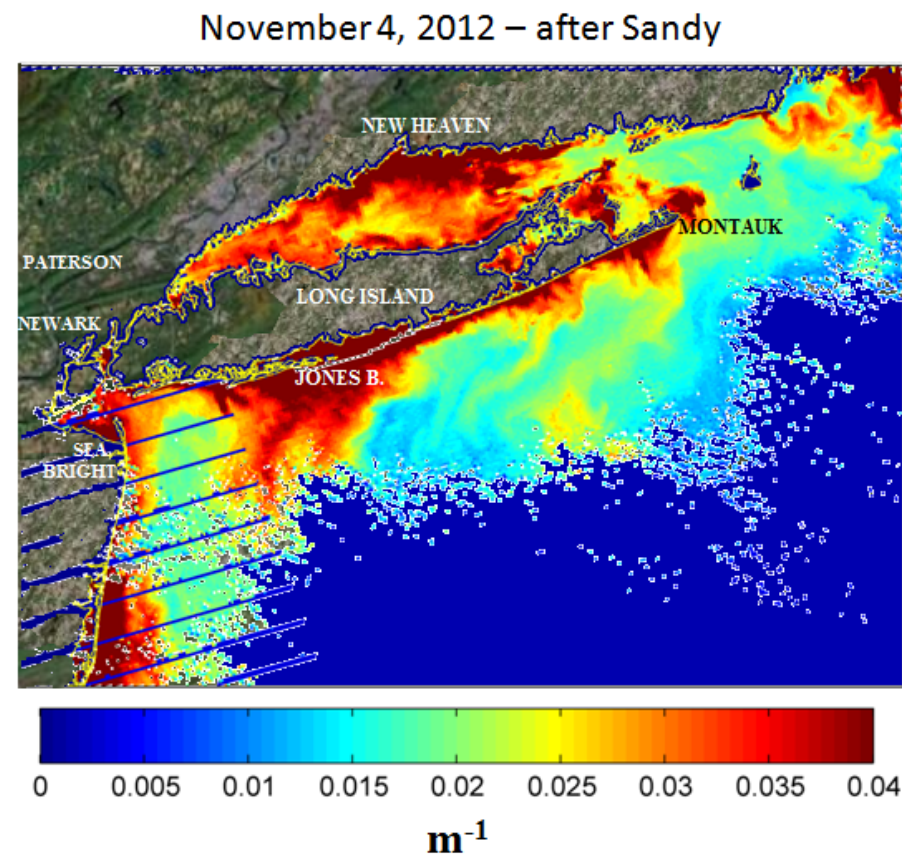 November 4, 2012 – after Sandy
NEW HEAVEN
MONTAUK
PATERSON
LONG ISLAND
NEWARK
JONES B.
SEA
BRIGHT
0 0.005 0.01 0.015 0.02 0.025 0.03 0.035 0.04
m⁻¹